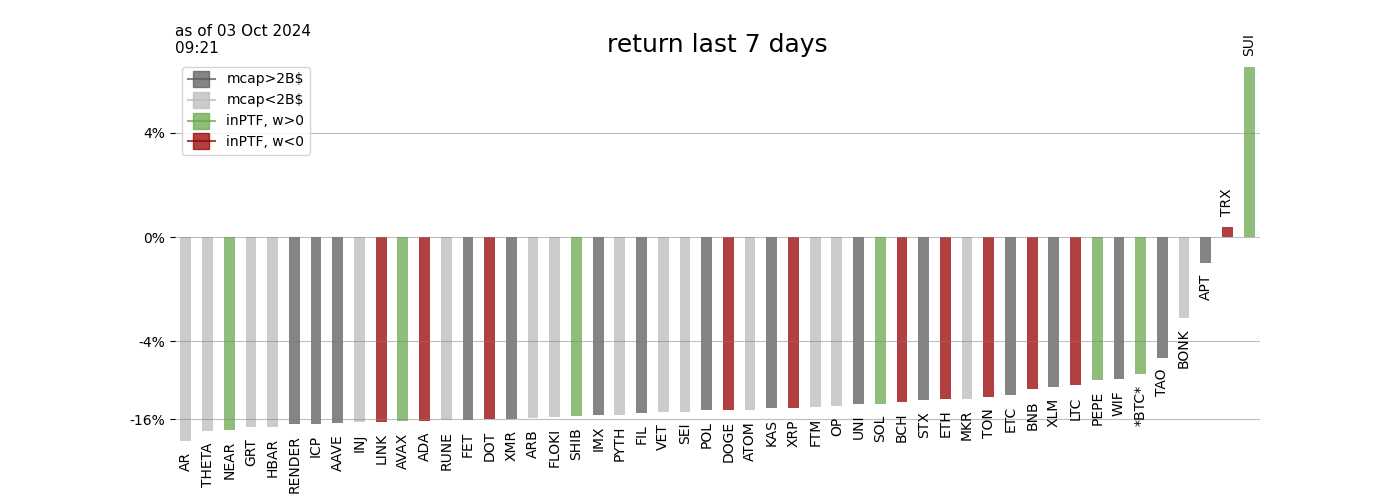 as of 03 Oct 2024
09:21
return last 7 days
mcap>2B$
mcap<2B$
inPTF, w>0
inPTF, w<0
4%
0%
-4%
-16%
AR
THETA
NEAR
GRT
HBAR
RENDER
ICP
AAVE
INJ
LINK
AVAX
ADA
RUNE
FET
DOT
XMR
ARB
FLOKI
SHIB
IMX
PYTH
FIL
VET
SEI
POL
DOGE
ATOM
KAS
XRP
FTM
OP
UNI
SOL
BCH
STX
ETH
MKR
TON
ETC
BNB
XLM
LTC
PEPE
WIF
*BTC*
TAO
BONK
APT
TRX
SUI